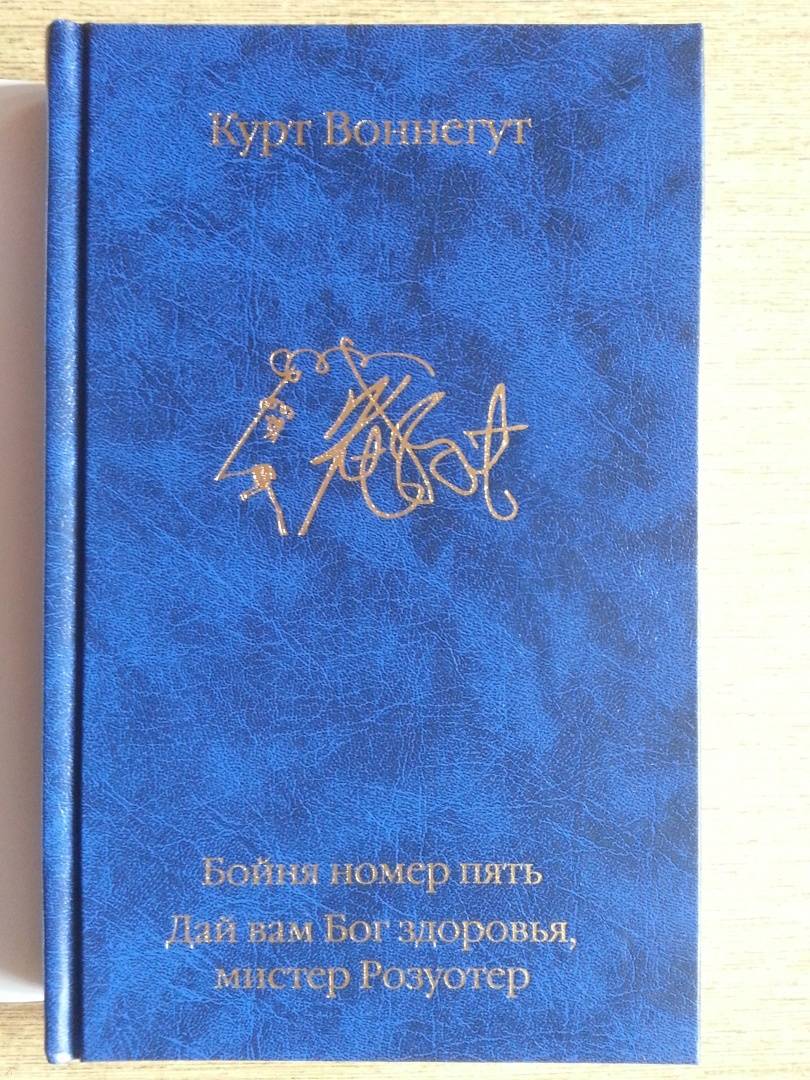 Курт Воннегут
Бойня номер пять
Дай вам Бог здоровья,
мистер Розуотер